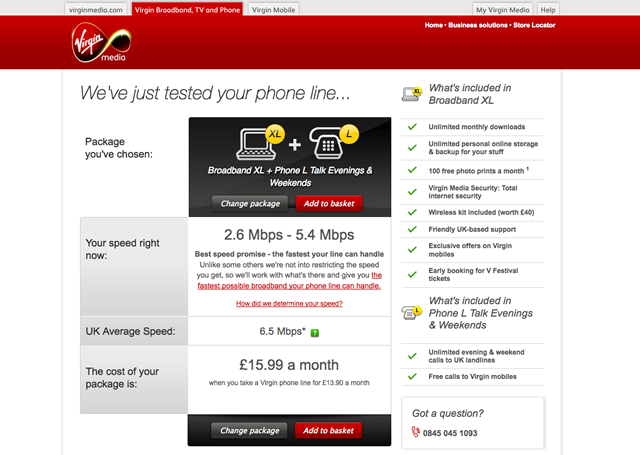 virginmedia.com
Virgin Broadband, TV and Phone
Virgin Mobile
My Virgin Media
Help
Home • Business solutions • Store Locator
Virgin
media
We've just tested your phone line...
Package
you've chosen:
XL
+
L
Broadband XL + Phone L Talk Evenings &
Weekends
Change package
Add to basket
Your speed right
now:
2.6 Mbps - 5.4 Mbps
Best speed promise - the fastest your line can handle
Unlike some others we're not into restricting the speed
you get, so we'll work with what's there and give you the
fastest possible broadband your phone line can handle.
How did we determine your speed?
UK Average Speed:
6.5 Mbps* ?
The cost of your
package is:
£15.99 a month
when you take a Virgin phone line for £13.90 a month
Change package
Add to basket
XL
What's included in
Broadband XL
Unlimited monthly downloads
Unlimited personal online storage
& backup for your stuff
100 free photo prints a month 1
Virgin Media Security: Total
internet security
Wireless kit included (worth £40)
Friendly UK-based support
Exclusive offers on Virgin
mobiles
Early booking for V Festival
tickets
L
What's included in
Phone L Talk Evenings
& Weekends
Unlimited evening & weekend
calls to UK landlines
Free calls to Virgin mobiles
Got a question?
0845 045 1093